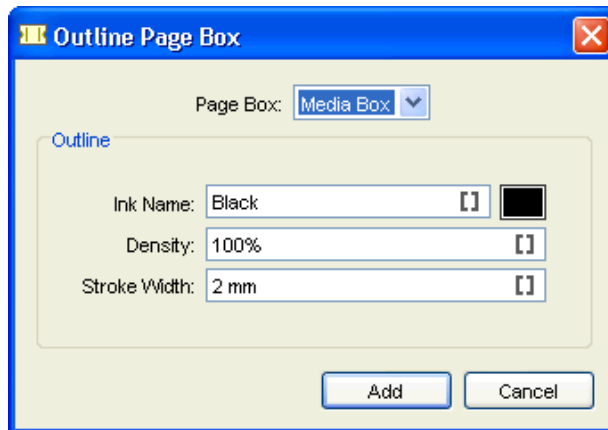 Outline Page Box
Page Box: Media Box
Outline
Ink Name: Black []
Density: 100% []
Stroke Width: 2 mm []
Add Cancel